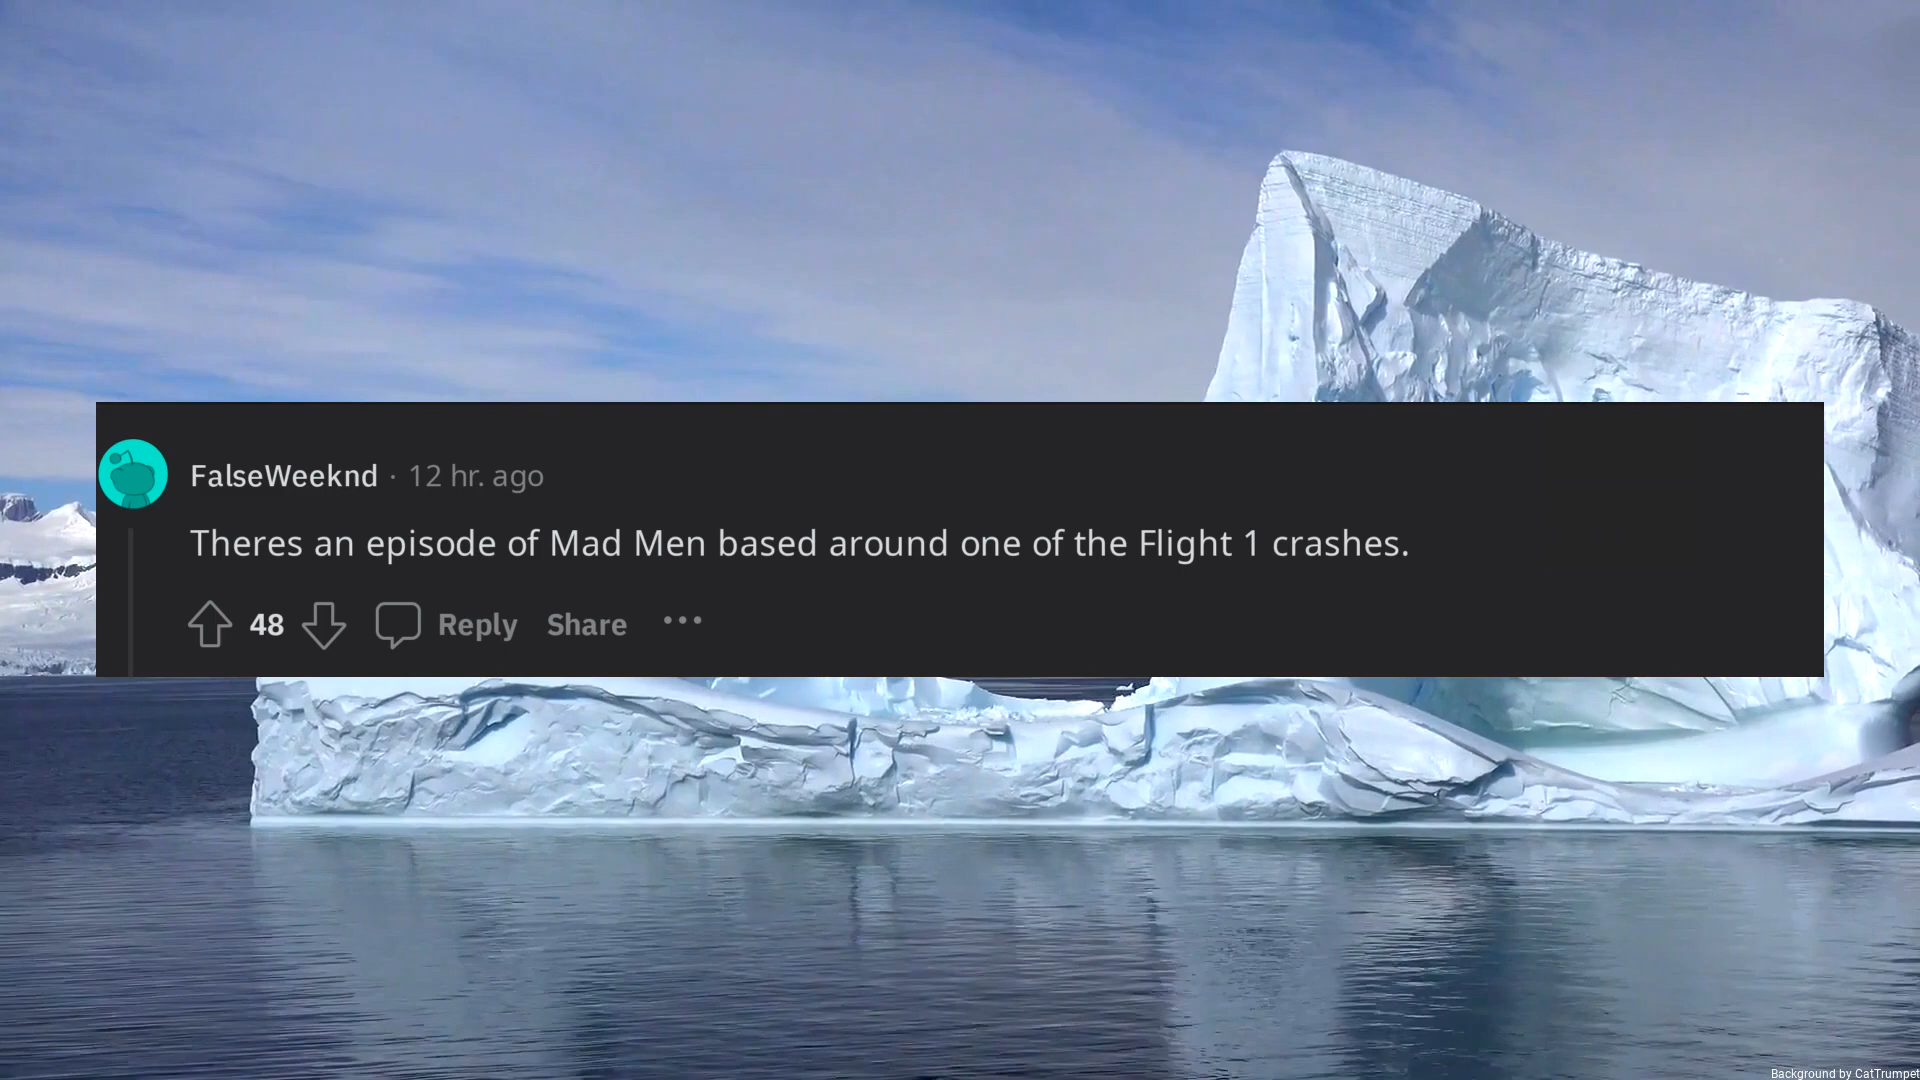 FalseWeeknd · 12 hr. ago
Theres an episode of Mad Men based around one of the Flight 1 crashes.
48 Reply Share ···
Background by CatTrumpet